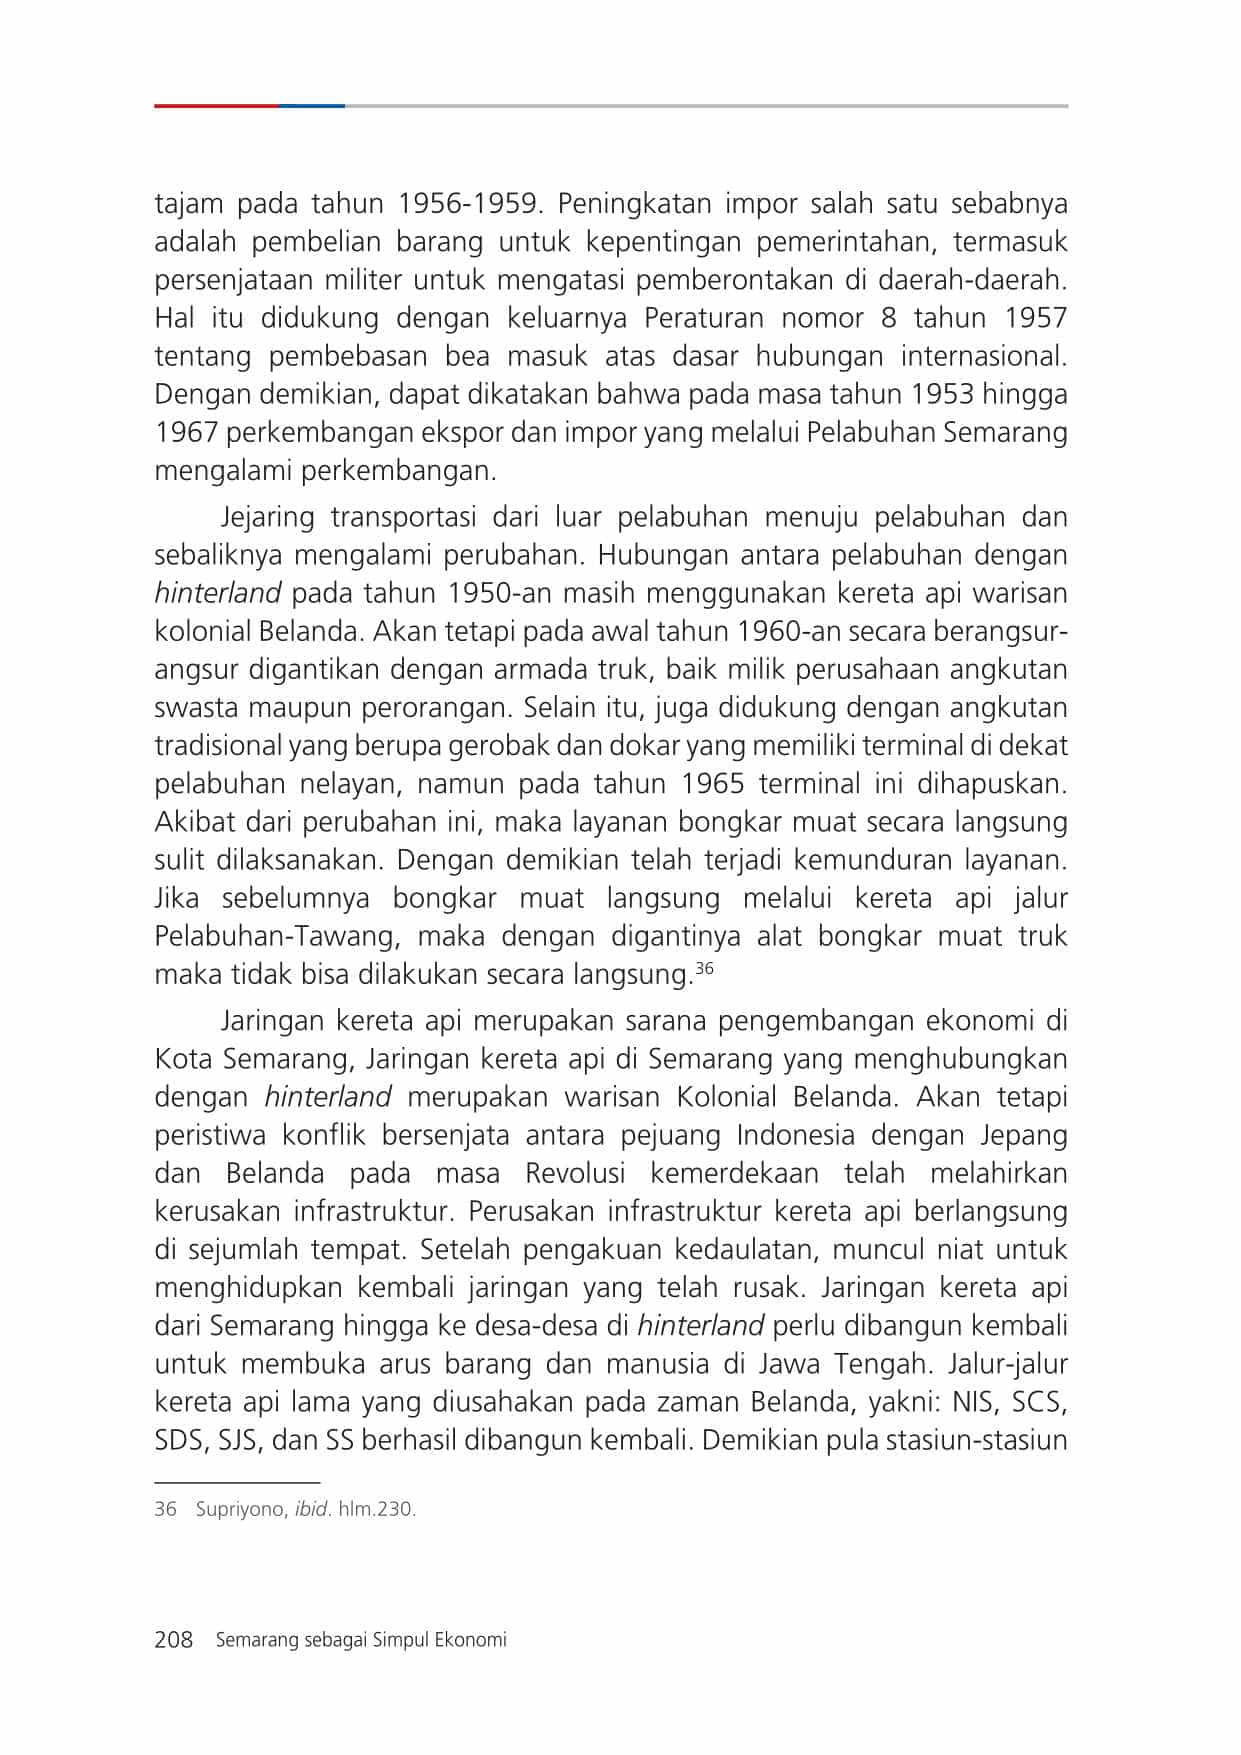 tajam pada tahun 1956-1959. Peningkatan impor salah satu sebabnya
adalah pembelian barang untuk kepentingan pemerintahan, termasuk
persenjataan militer untuk mengatasi pemberontakan di daerah-daerah.
Hal itu didukung dengan keluarnya Peraturan nomor 8 tahun 1957
tentang pembebasan bea masuk atas dasar hubungan internasional.
Dengan demikian, dapat dikatakan bahwa pada masa tahun 1953 hingga
1967 perkembangan ekspor dan impor yang melalui Pelabuhan Semarang
mengalami perkembangan.
Jejaring transportasi dari luar pelabuhan menuju pelabuhan dan
sebaliknya mengalami perubahan. Hubungan antara pelabuhan dengan
hinterland pada tahun 1950-an masih menggunakan kereta api warisan
kolonial Belanda. Akan tetapi pada awal tahun 1960-an secara berangsur-
angsur digantikan dengan armada truk, baik milik perusahaan angkutan
swasta maupun perorangan. Selain itu, juga didukung dengan angkutan
tradisional yang berupa gerobak dan dokar yang memiliki terminal di dekat
pelabuhan nelayan, namun pada tahun 1965 terminal ini dihapuskan.
Akibat dari perubahan ini, maka layanan bongkar muat secara langsung
sulit dilaksanakan. Dengan demikian telah terjadi kemunduran layanan.
Jika sebelumnya bongkar muat langsung melalui kereta api jalur
Pelabuhan-Tawang, maka dengan digantinya alat bongkar muat truk
maka tidak bisa dilakukan secara langsung.36
Jaringan kereta api merupakan sarana pengembangan ekonomi di
Kota Semarang, Jaringan kereta api di Semarang yang menghubungkan
dengan hinterland merupakan warisan Kolonial Belanda. Akan tetapi
peristiwa konflik bersenjata antara pejuang Indonesia dengan Jepang
dan Belanda pada masa Revolusi kemerdekaan telah melahirkan
kerusakan infrastruktur. Perusakan infrastruktur kereta api berlangsung
di sejumlah tempat. Setelah pengakuan kedaulatan, muncul niat untuk
menghidupkan kembali jaringan yang telah rusak. Jaringan kereta api
dari Semarang hingga ke desa-desa di hinterland perlu dibangun kembali
untuk membuka arus barang dan manusia di Jawa Tengah. Jalur-jalur
kereta api lama yang diusahakan pada zaman Belanda, yakni: NIS, SCS,
SDS, SJS, dan SS berhasil dibangun kembali. Demikian pula stasiun-stasiun
36 Supriyono, ibid. hlm.230.
208 Semarang sebagai Simpul Ekonomi